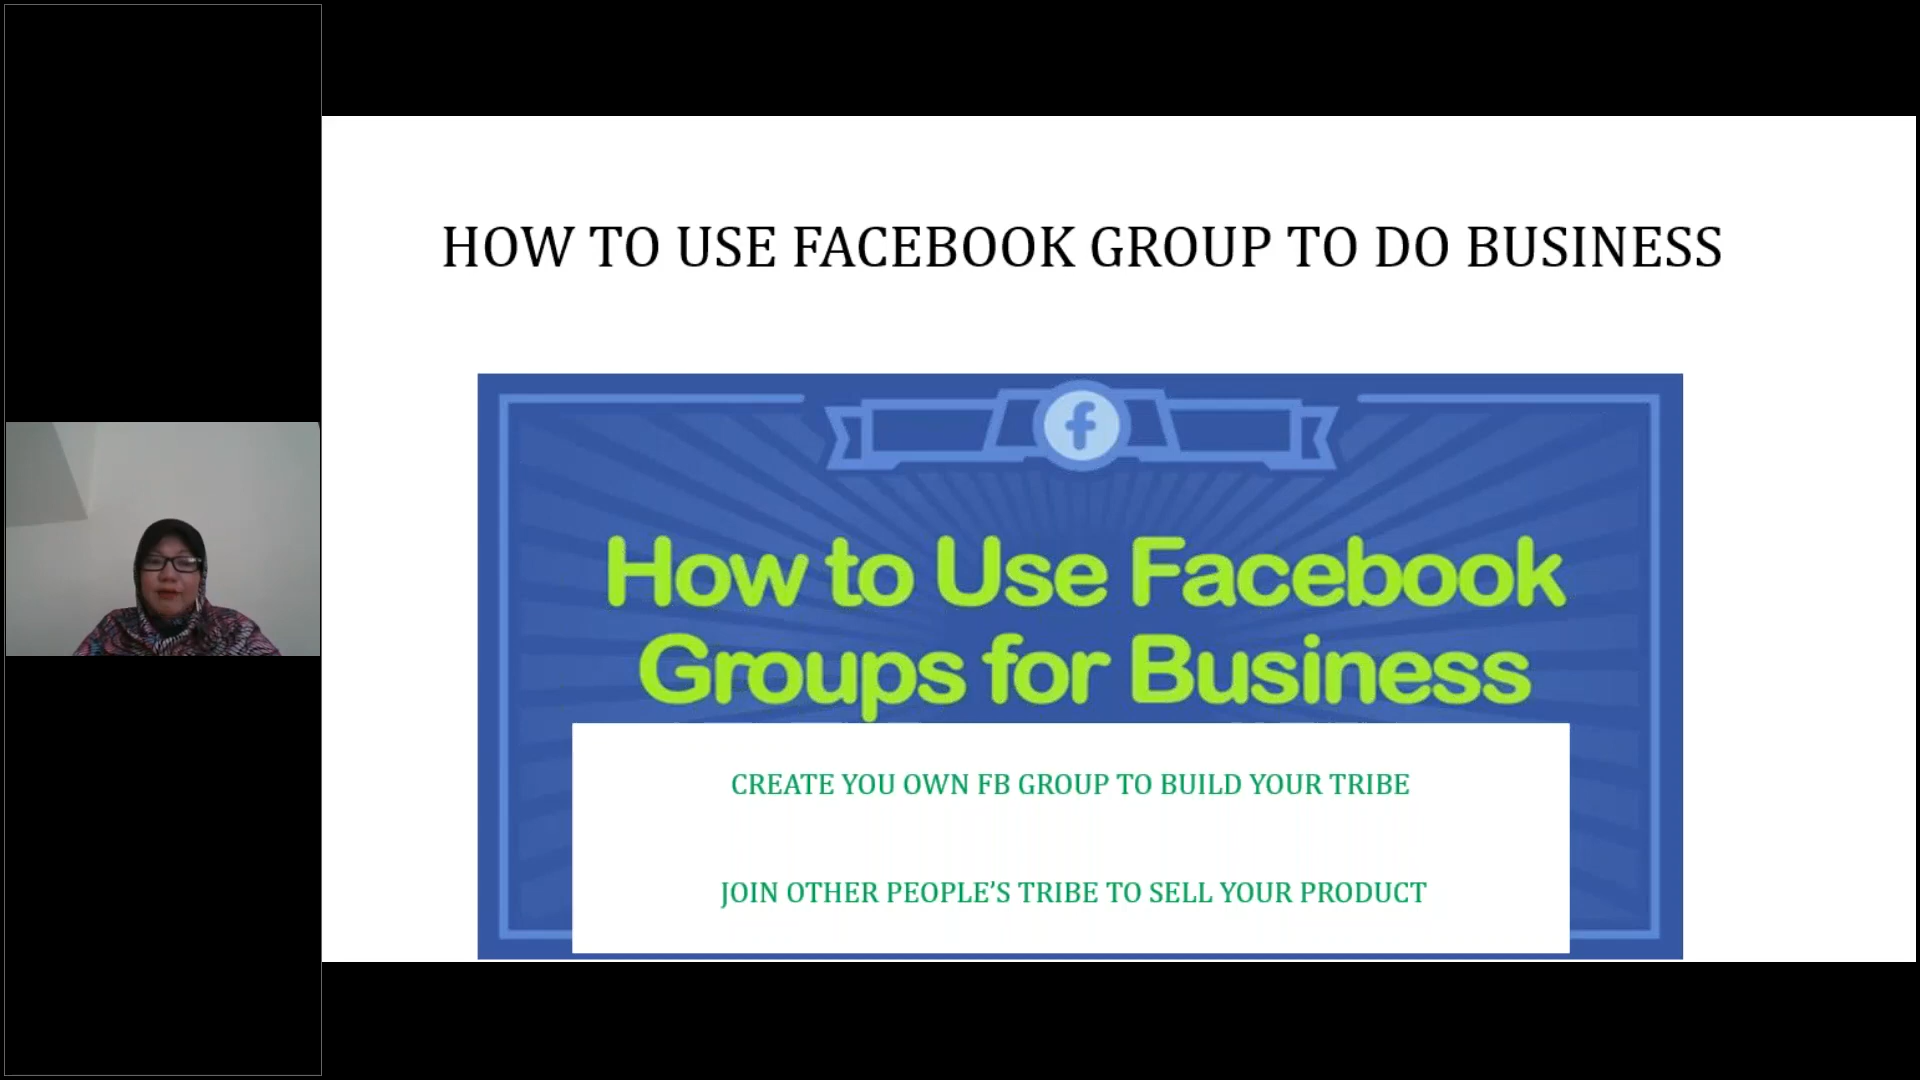 HOW TO USE FACEBOOK GROUP TO DO BUSINESS
f
How to Use Facebook
Groups for Business
CREATE YOU OWN FB GROUP TO BUILD YOUR TRIBE
JOIN OTHER PEOPLE’S TRIBE TO SELL YOUR PRODUCT